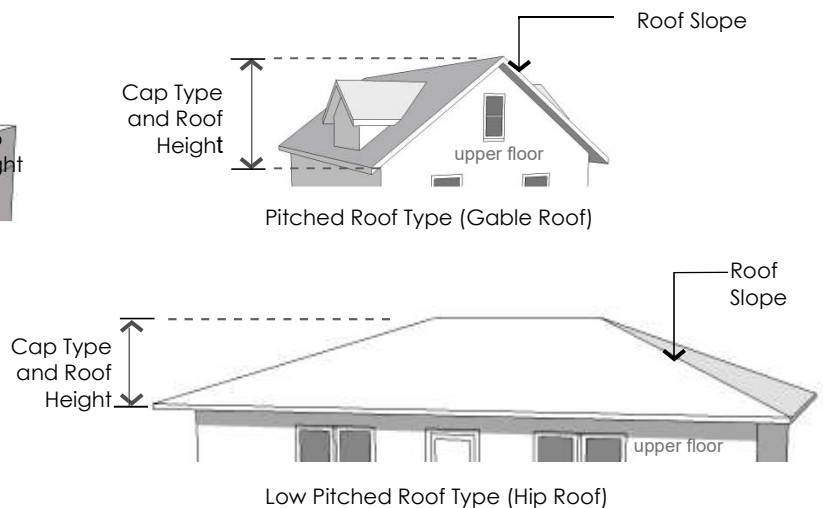 Roof Slope
Cap Type
and Roof
Height
ght
upper floor
Pitched Roof Type (Gable Roof)
Roof
Slope
Cap Type
and Roof
Height
upper floor
Low Pitched Roof Type (Hip Roof)